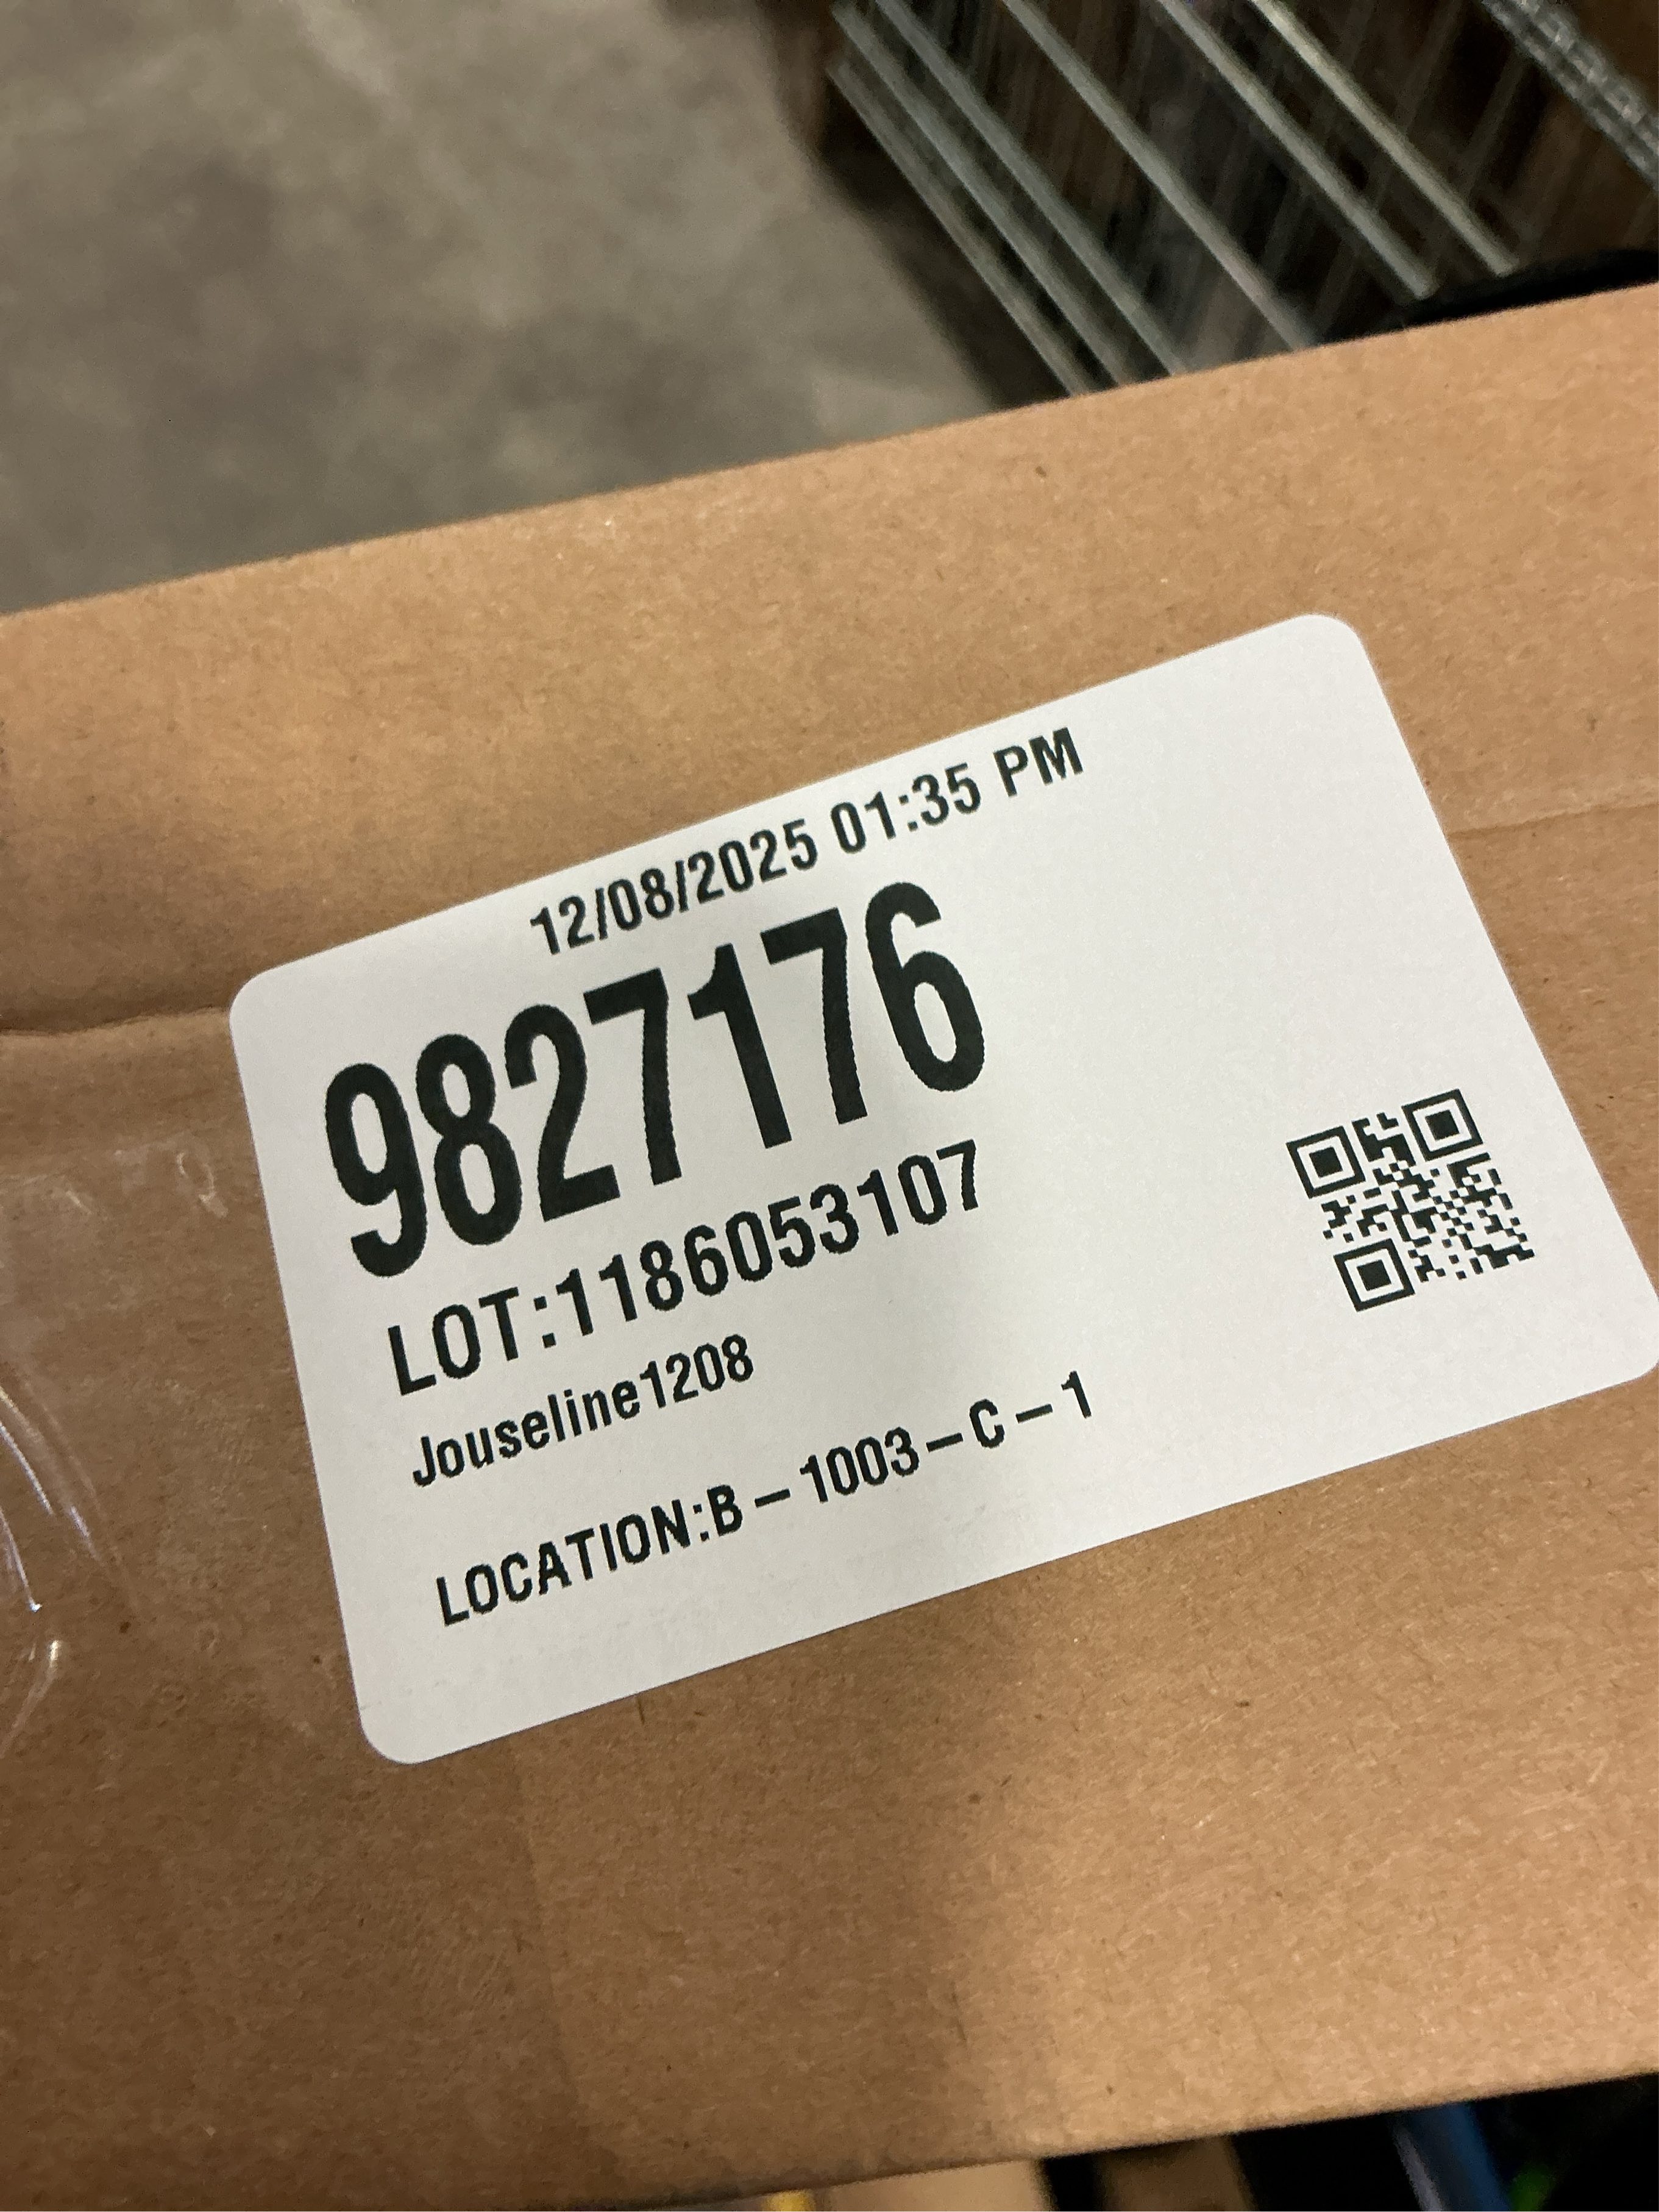 12/08/2025 01:35 PM
9827176
LOT:1186053107
Jouseline1208
LOCATION:B-1003-C-1